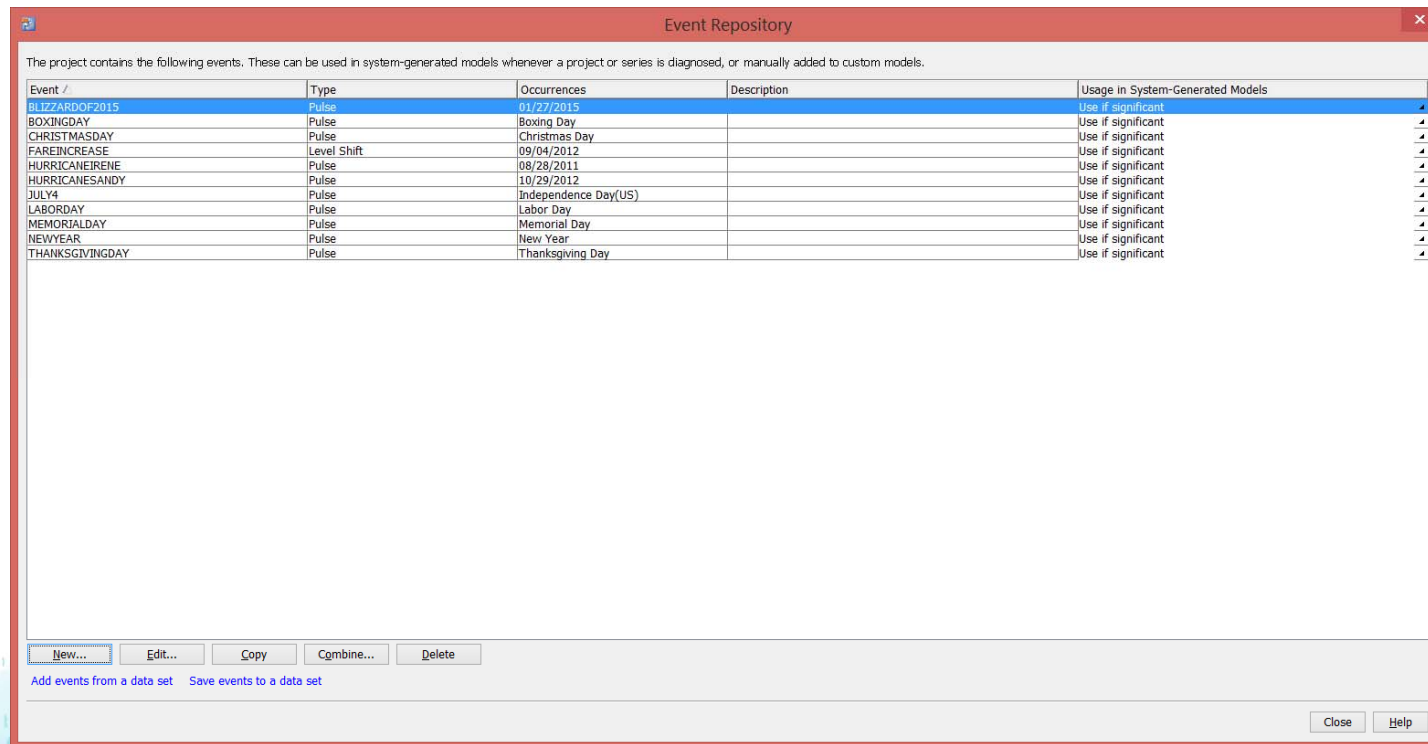 Event Repository
The project contains the following events. These can be used in system-generated models whenever a project or series is diagnosed, or manually added to custom models.
Event Type Occurrences Description Usage in System-Generated Models
BLIZZARDOF2015 Pulse 01/27/2015 Use if significant
BOXINGDAY Pulse Boxing Day Use if significant
CHRISTMASDAY Pulse Christmas Day Use if significant
FAREINCREASE Level Shift 09/04/2012 Use if significant
HURRICANEIRENE Pulse 08/28/2011 Use if significant
HURRICANESANDY Pulse 10/29/2012 Use if significant
JULY4 Pulse Independence Day(US) Use if significant
LABORDAY Pulse Labor Day Use if significant
MEMORIALDAY Pulse Memorial Day Use if significant
NEWYEAR Pulse New Year Use if significant
THANKSGIVINGDAY Pulse Thanksgiving Day Use if significant
New... Edit... Copy Combine... Delete
Add events from a data set Save events to a data set
Close Help